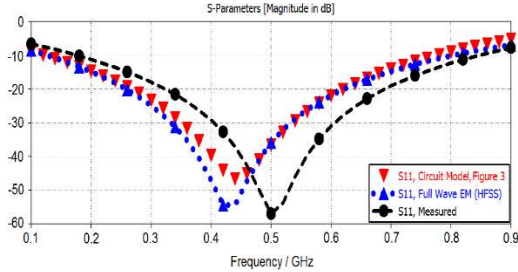 S-Parameters [Magnitude in dB]
0
-10
-20
-30
-40
-50
-60
0.1 0.2 0.3 0.4 0.5 0.6 0.7 0.8 0.9
Frequency / GHz
S11, Circuit Model, Figure 3
S11, Full Wave EM (HFSS)
S11, Measured